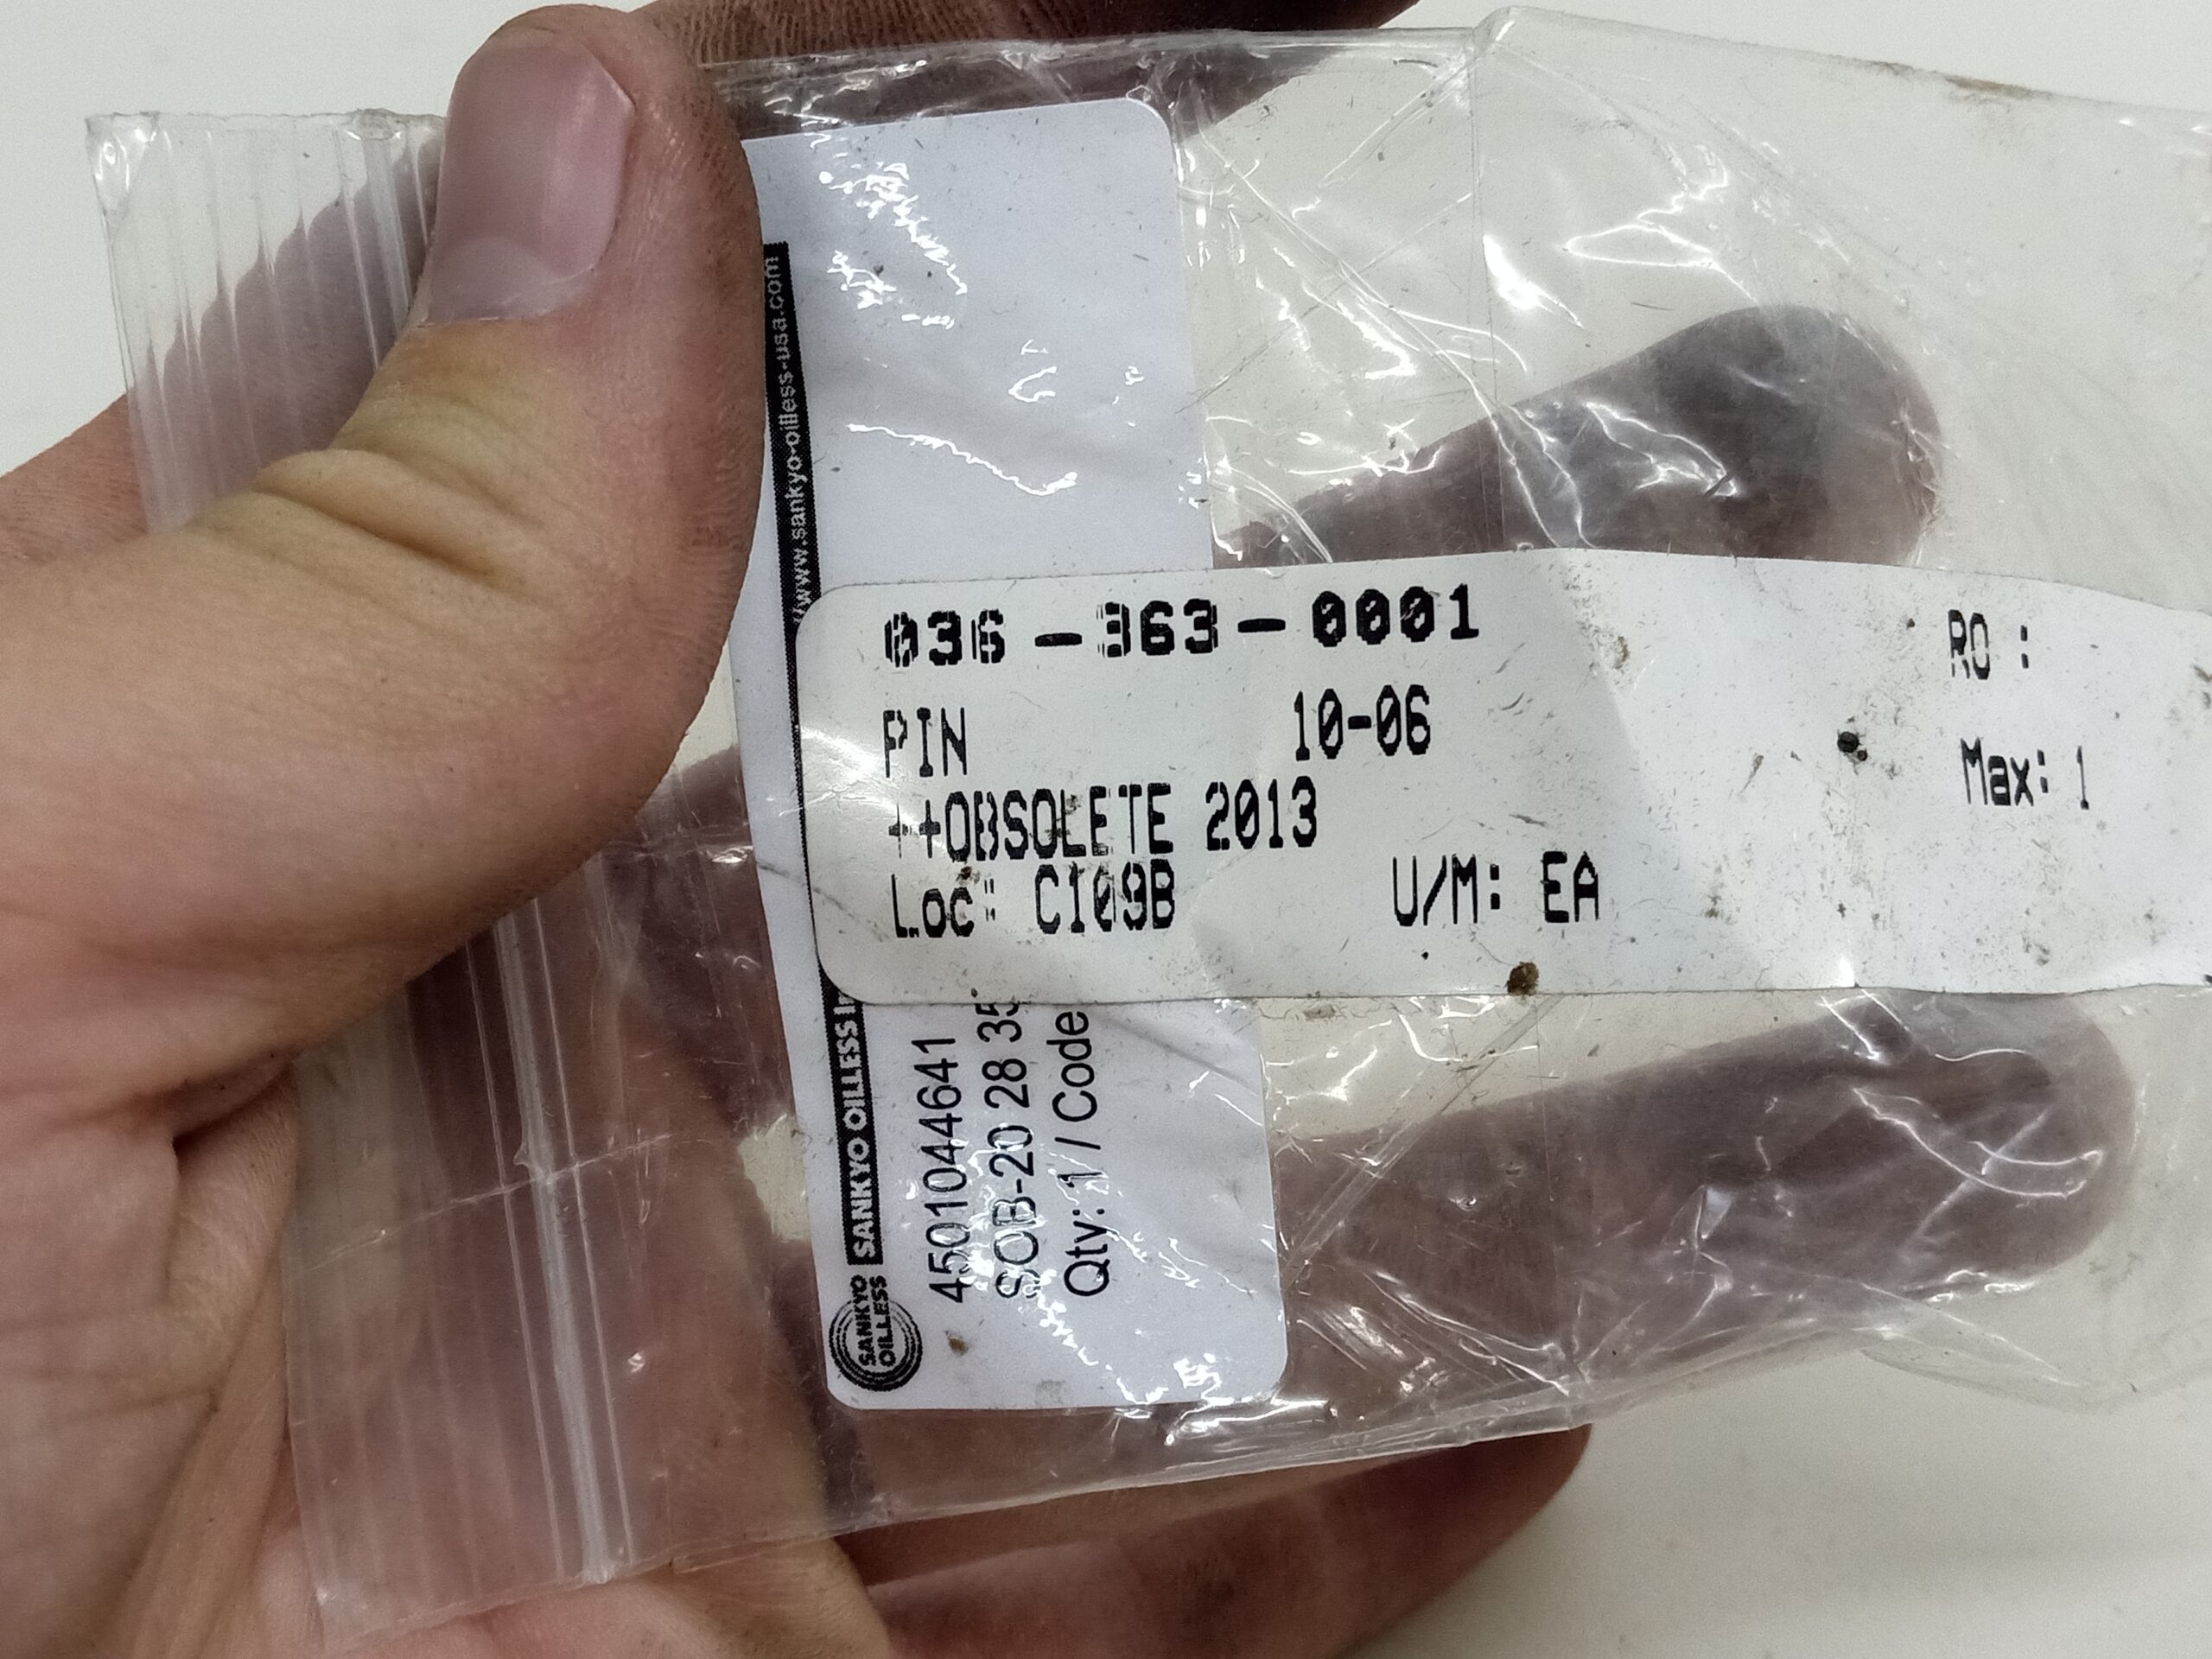 036-363-0001
PIN 10-06
++OBSOLETE 2013
Loc: C109B U/M: EA
RO :
Max: 1
SANKYO OILLESS
SANKYO OILLESS
/www.sankyo-oilless-usa.com
4501044641
SOB-20 28 35
Qty: 1 / Code